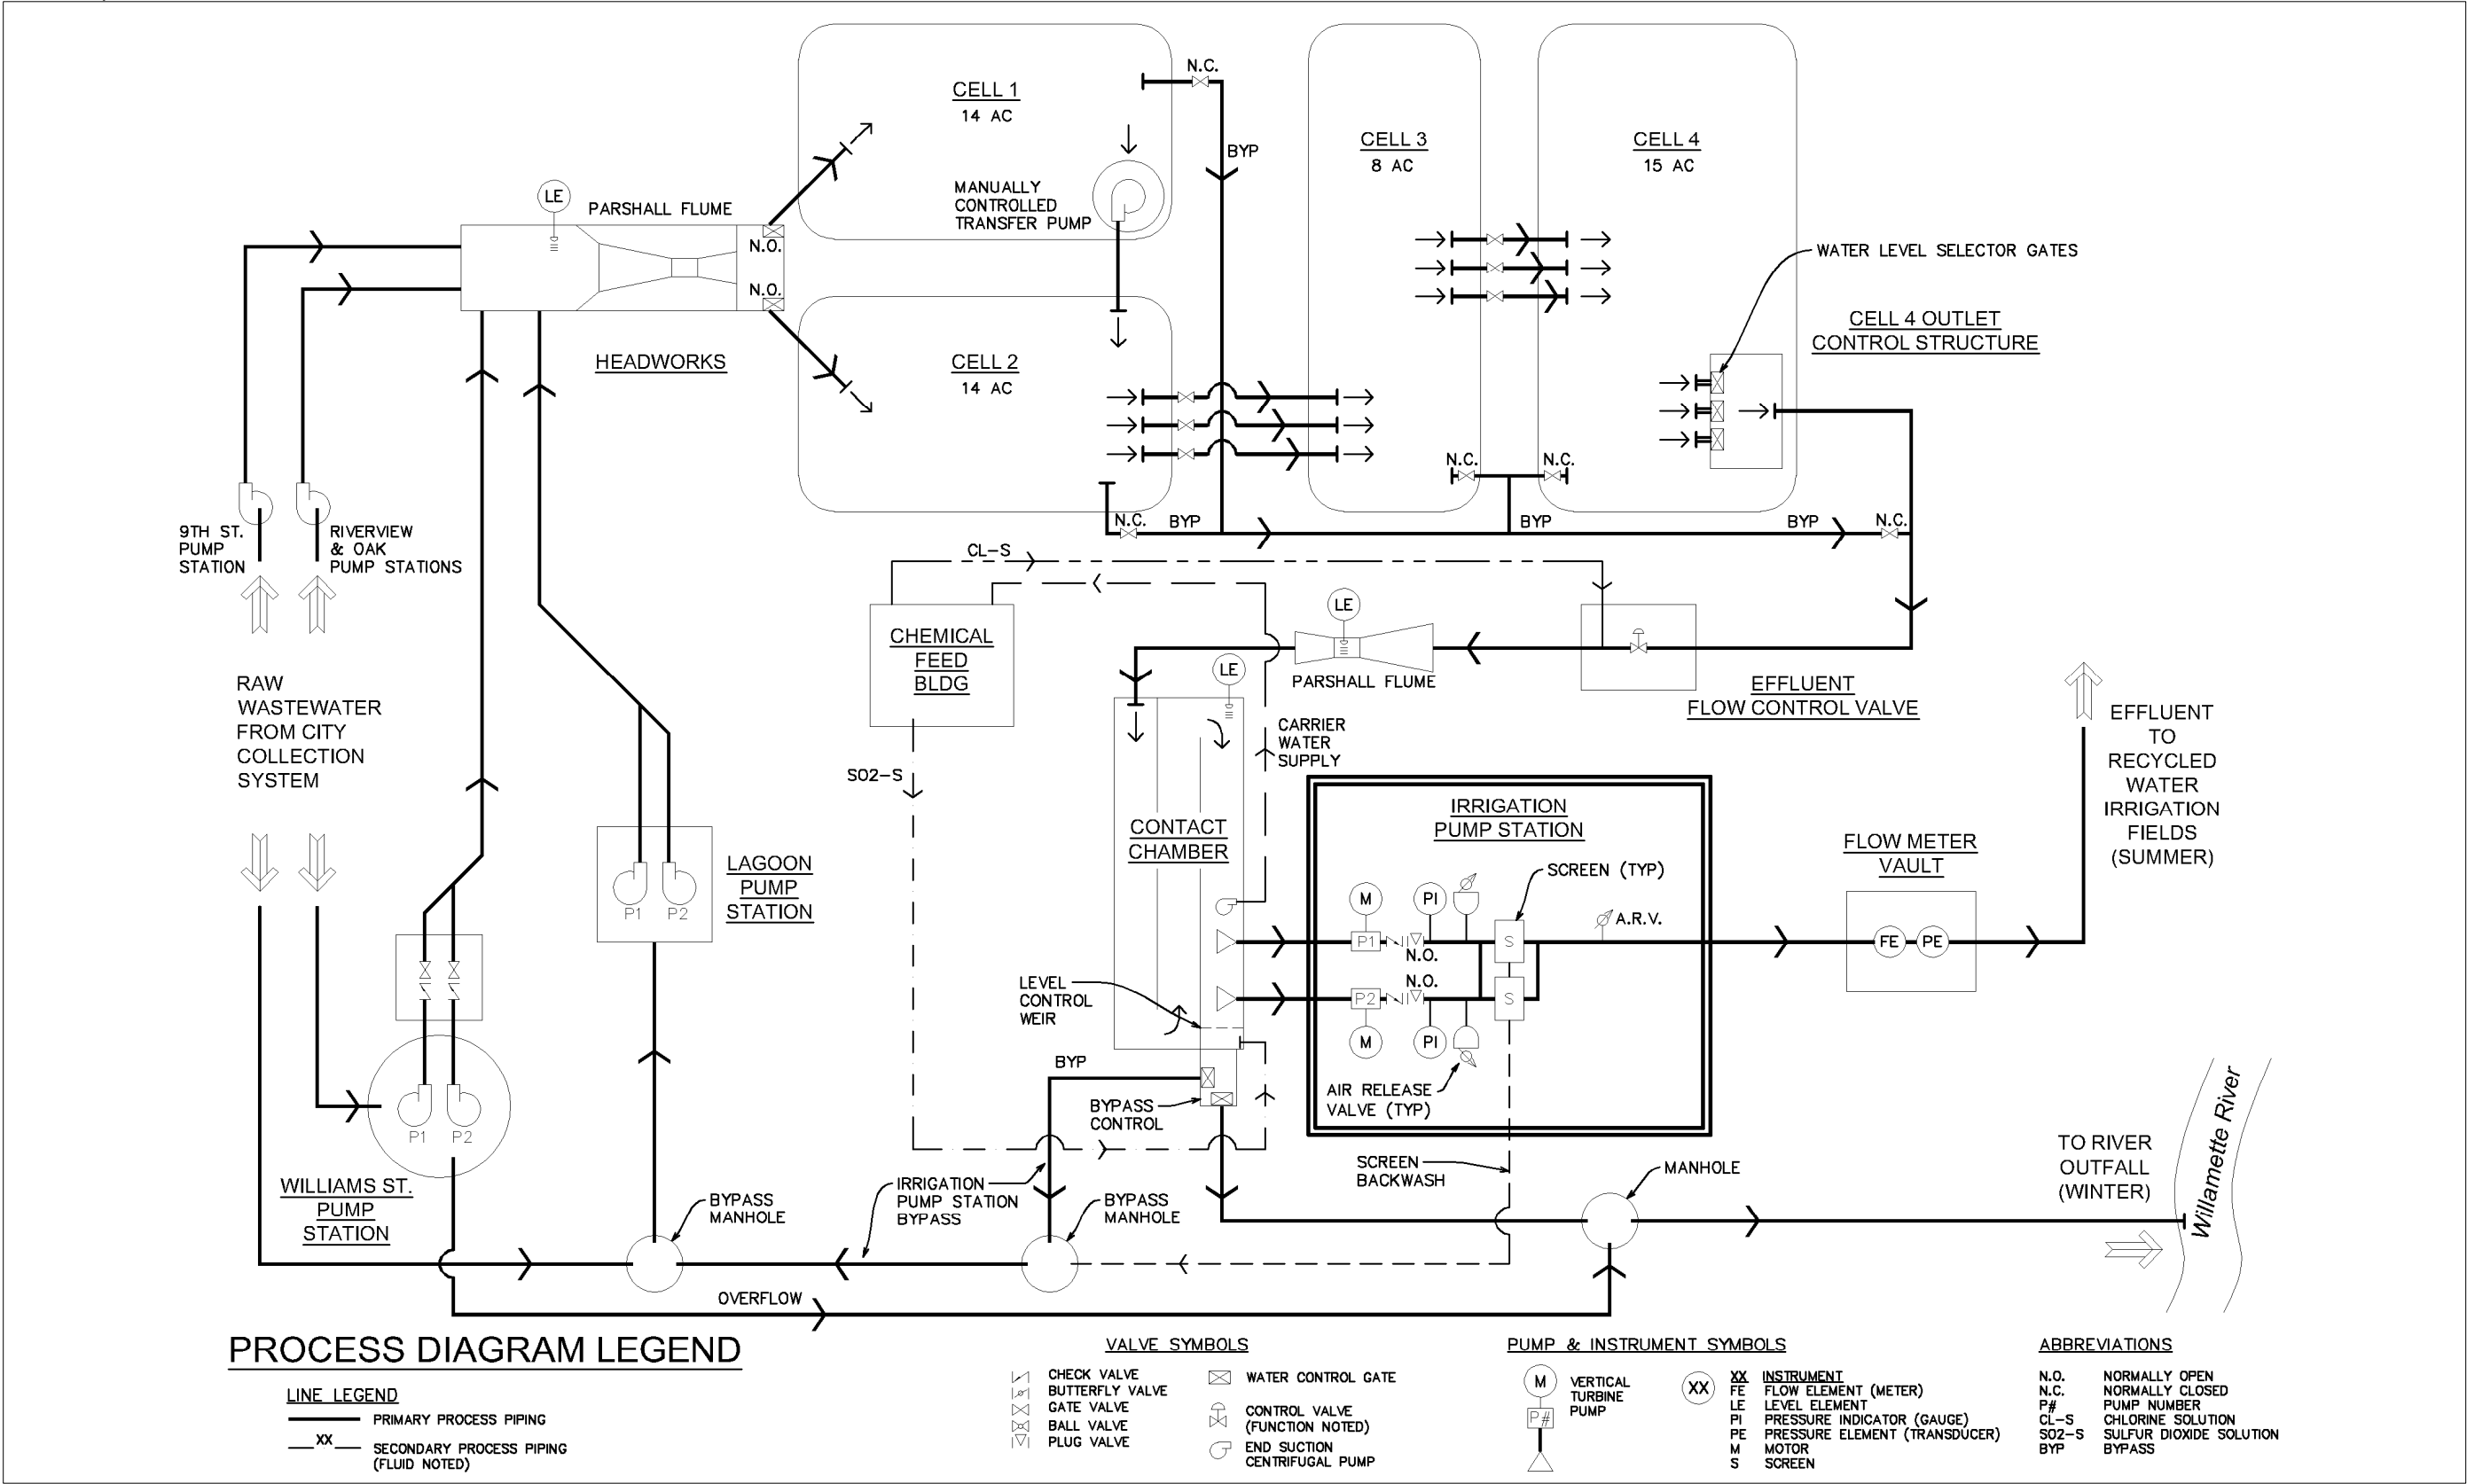 N.C.
CELL 1
14 AC
BYP
CELL 3
8 AC
CELL 4
15 AC
MANUALLY
CONTROLLED
TRANSFER PUMP
LE
PARSHALL FLUME
N.O.
N.O.
HEADWORKS
WATER LEVEL SELECTOR GATES
CELL 4 OUTLET
CONTROL STRUCTURE
CELL 2
14 AC
N.C.
N.C.
N.C.
BYP
BYP
BYP
N.C.
9TH ST.
PUMP
STATION
RIVERVIEW
& OAK
PUMP STATIONS
CL-S
CHEMICAL
FEED
BLDG
LE
PARSHALL FLUME
LE
EFFLUENT
FLOW CONTROL VALVE
RAW
WASTEWATER
FROM CITY
COLLECTION
SYSTEM
SO2-S
CARRIER
WATER
SUPPLY
EFFLUENT
TO
RECYCLED
WATER
IRRIGATION
FIELDS
(SUMMER)
CONTACT
CHAMBER
IRRIGATION
PUMP STATION
FLOW METER
VAULT
LAGOON
PUMP
STATION
P1
P2
SCREEN (TYP)
M
PI
A.R.V.
P1
N.O.
S
FE
PE
N.O.
P2
S
M
PI
LEVEL
CONTROL
WEIR
BYP
AIR RELEASE
VALVE (TYP)
BYPASS
CONTROL
P1
P2
WILLIAMS ST.
PUMP
STATION
BYPASS
MANHOLE
IRRIGATION
PUMP STATION
BYPASS
BYPASS
MANHOLE
SCREEN
BACKWASH
MANHOLE
TO RIVER
OUTFALL
(WINTER)
Willamette River
OVERFLOW
PROCESS DIAGRAM LEGEND
LINE LEGEND
PRIMARY PROCESS PIPING
XX
SECONDARY PROCESS PIPING
(FLUID NOTED)
VALVE SYMBOLS
CHECK VALVE
BUTTERFLY VALVE
GATE VALVE
BALL VALVE
PLUG VALVE
WATER CONTROL GATE
CONTROL VALVE
(FUNCTION NOTED)
END SUCTION
CENTRIFUGAL PUMP
PUMP & INSTRUMENT SYMBOLS
M
P#
VERTICAL
TURBINE
PUMP
XX
XX INSTRUMENT
FE FLOW ELEMENT (METER)
LE LEVEL ELEMENT
PI PRESSURE INDICATOR (GAUGE)
PE PRESSURE ELEMENT (TRANSDUCER)
M MOTOR
S SCREEN
ABBREVIATIONS
N.O. NORMALLY OPEN
N.C. NORMALLY CLOSED
P# PUMP NUMBER
CL-S CHLORINE SOLUTION
SO2-S SULFUR DIOXIDE SOLUTION
BYP BYPASS